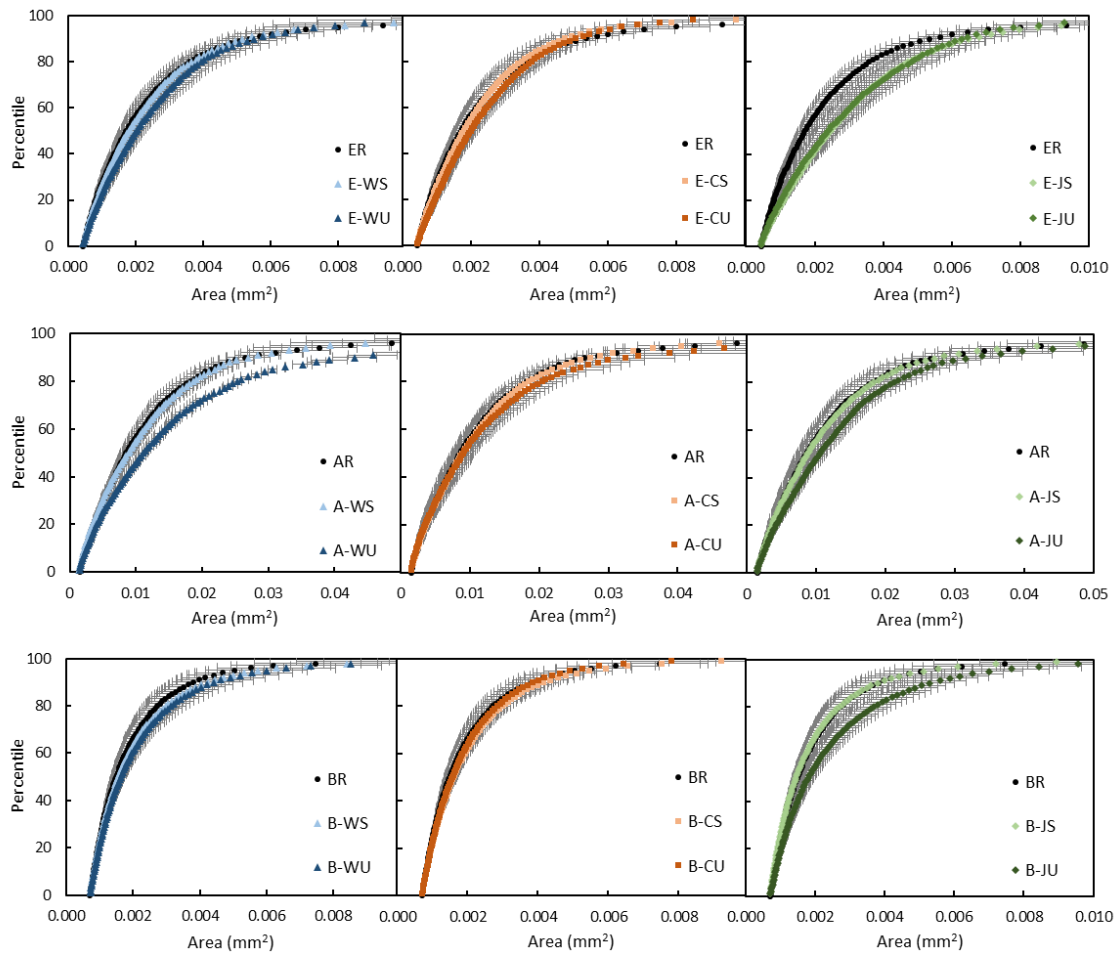 100
80
60
40
20
0
Percentile
ER
E-WS
E-WU
ER
E-CS
E-CU
ER
E-JS
E-JU
0.000 0.002 0.004 0.006 0.008 0.000 0.002 0.004 0.006 0.008 0.000 0.002 0.004 0.006 0.008 0.010
Area (mm²) Area (mm²) Area (mm²)
100
80
60
40
20
0
Percentile
AR
A-WS
A-WU
AR
A-CS
A-CU
AR
A-JS
A-JU
0 0.01 0.02 0.03 0.04 0 0.01 0.02 0.03 0.04 0 0.01 0.02 0.03 0.04 0.05
Area (mm²) Area (mm²) Area (mm²)
100
80
60
40
20
0
Percentile
BR
B-WS
B-WU
BR
B-CS
B-CU
BR
B-JS
B-JU
0.000 0.002 0.004 0.006 0.008 0.000 0.002 0.004 0.006 0.008 0.000 0.002 0.004 0.006 0.008 0.010
Area (mm²) Area (mm²) Area (mm²)